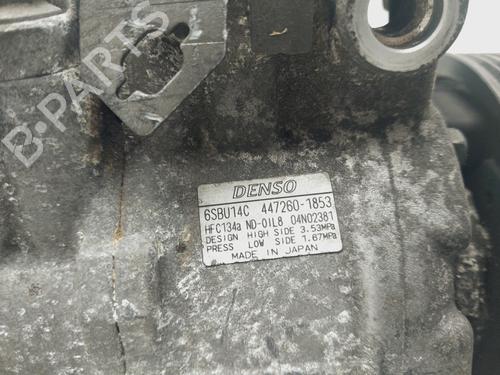 B-PARTS
DENSO
6SBU14C 447260-1853
HFC134a ND-OIL8 04N02381
DESIGN HIGH SIDE 3.53MPa
PRESS LOW SIDE 1.67MPa
MADE IN JAPAN